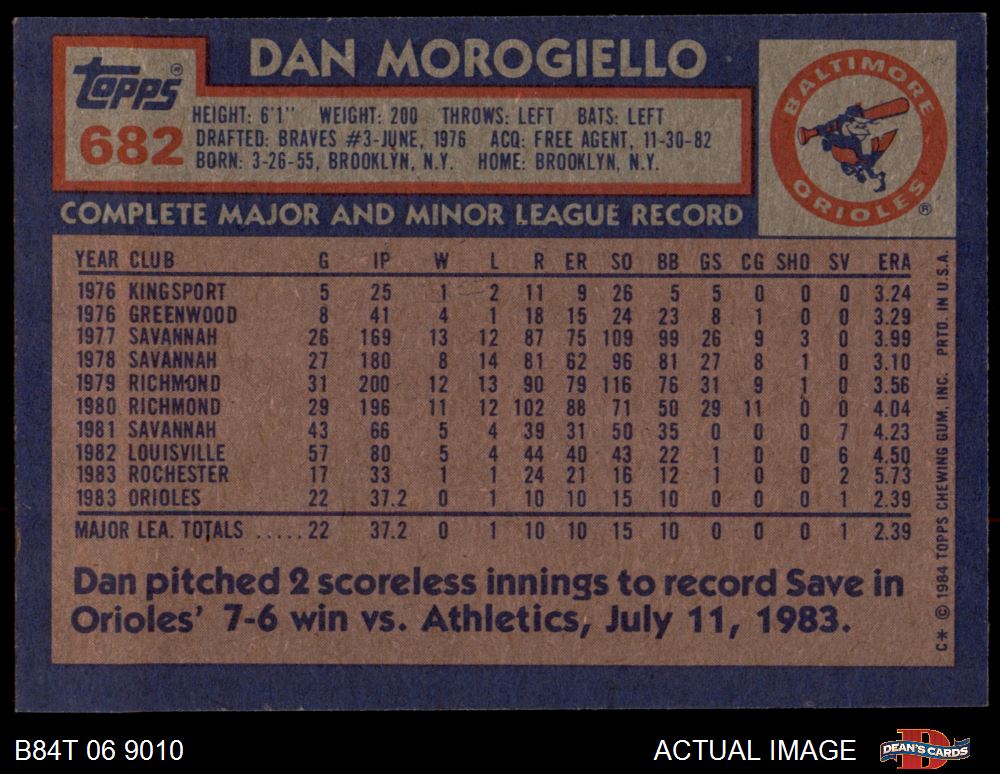 DAN MOROGIELLO
Topps®
682
HEIGHT: 6'1" WEIGHT: 200 THROWS: LEFT BATS: LEFT
DRAFTED: BRAVES #3-JUNE, 1976 ACQ: FREE AGENT, 11-30-82
BORN: 3-26-55, BROOKLYN, N.Y. HOME: BROOKLYN, N.Y.
BALTIMORE
ORIOLES®
COMPLETE MAJOR AND MINOR LEAGUE RECORD
YEAR CLUB G IP W L R ER SO BB GS CG SHO SV ERA
1976 KINGSPORT 5 25 1 2 11 9 26 5 5 0 0 0 3.24
1976 GREENWOOD 8 41 4 1 18 15 24 23 8 1 0 0 3.29
1977 SAVANNAH 26 169 13 12 87 75 109 99 26 9 3 0 3.99
1978 SAVANNAH 27 180 8 14 81 62 96 81 27 8 1 0 3.10
1979 RICHMOND 31 200 12 13 90 79 116 76 31 9 1 0 3.56
1980 RICHMOND 29 196 11 12 102 88 71 50 29 11 0 0 4.04
1981 SAVANNAH 43 66 5 4 39 31 50 35 0 0 0 7 4.23
1982 LOUISVILLE 57 80 5 4 44 40 43 22 1 0 0 6 4.50
1983 ROCHESTER 17 33 1 1 24 21 16 12 1 0 0 2 5.73
1983 ORIOLES 22 37.2 0 1 10 10 15 10 0 0 0 1 2.39
MAJOR LEA. TOTALS .....22 37.2 0 1 10 10 15 10 0 0 0 1 2.39
Dan pitched 2 scoreless innings to record Save in
Orioles' 7-6 win vs. Athletics, July 11, 1983.
C* © 1984 TOPPS CHEWING GUM, INC. PRTD. IN U.S.A.
B84T 06 9010
ACTUAL IMAGE
DEAN'S CARDS